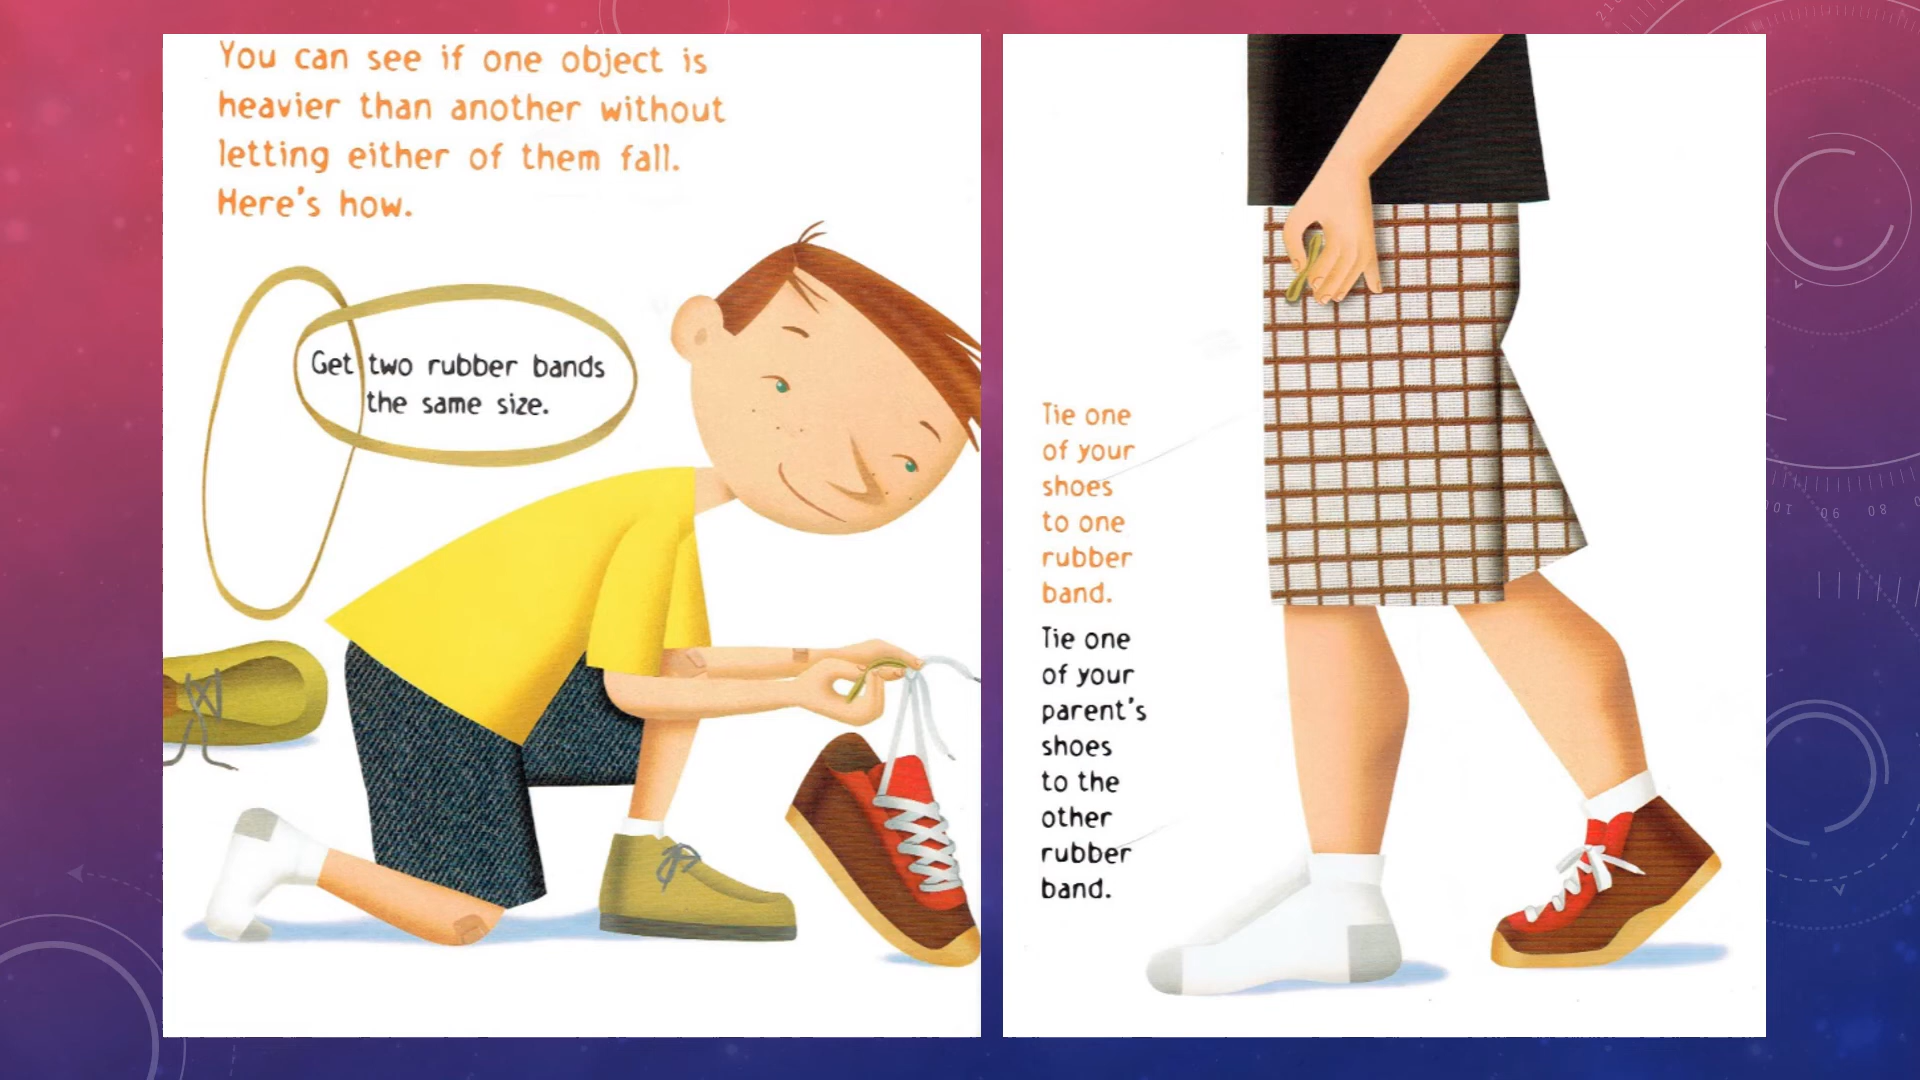 You can see if one object is
heavier than another without
letting either of them fall.
Here's how.
Get two rubber bands
the same size.
Tie one
of your
shoes
to one
rubber
band.
Tie one
of your
parent's
shoes
to the
other
rubber
band.